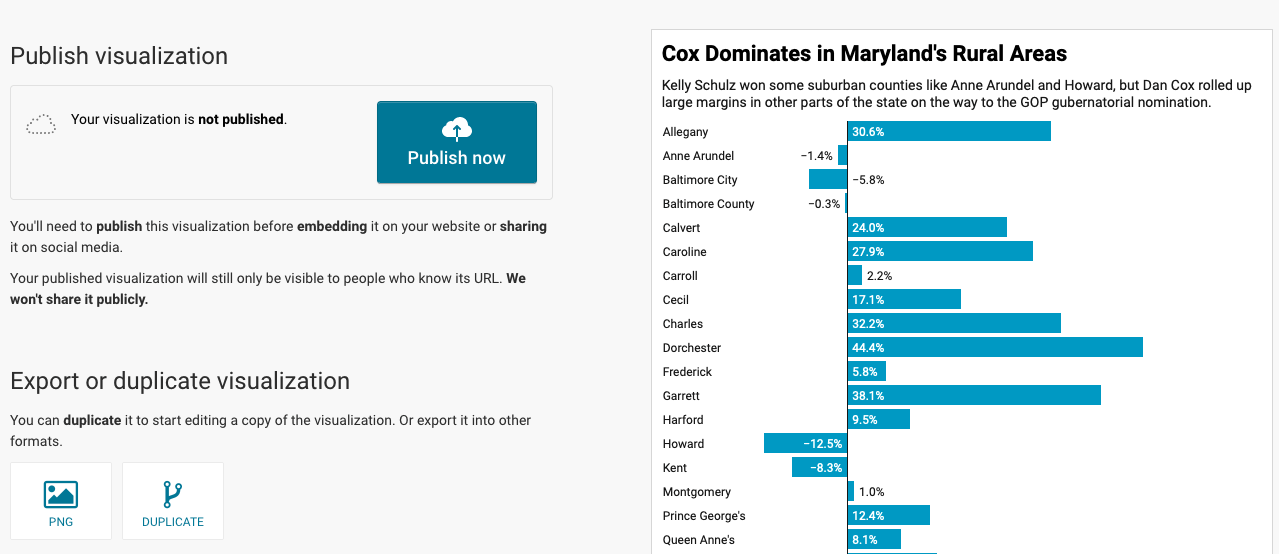 Publish visualization
Your visualization is not published.
Publish now
You'll need to publish this visualization before embedding it on your website or sharing
it on social media.
Your published visualization will still only be visible to people who know its URL. We
won't share it publicly.
Export or duplicate visualization
You can duplicate it to start editing a copy of the visualization. Or export it into other
formats.
PNG
DUPLICATE
Cox Dominates in Maryland's Rural Areas
Kelly Schulz won some suburban counties like Anne Arundel and Howard, but Dan Cox rolled up
large margins in other parts of the state on the way to the GOP gubernatorial nomination.
Allegany 30.6%
Anne Arundel −1.4%
Baltimore City −5.8%
Baltimore County −0.3%
Calvert 24.0%
Caroline 27.9%
Carroll 2.2%
Cecil 17.1%
Charles 32.2%
Dorchester 44.4%
Frederick 5.8%
Garrett 38.1%
Harford 9.5%
Howard −12.5%
Kent −8.3%
Montgomery 1.0%
Prince George's 12.4%
Queen Anne's 8.1%